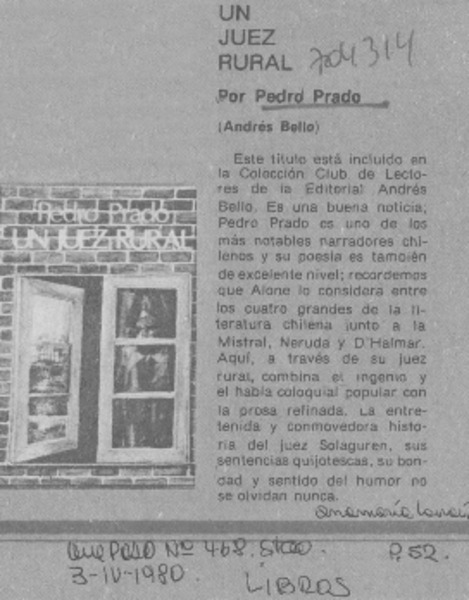 UN
JUEZ
RURAL 704314
Por Pedro Prado
(Andrés Bello)
Este título está incluido en
la Colección Club de Lecto-
res de la Editorial Andrés
Bello. Es una buena noticia;
Pedro Prado es uno de los
más notables narradores chi-
lenos y su poesía es también
de excelente nivel; recordemos
que Alone lo considera entre
los cuatro grandes de la li-
teratura chilena junto a la
Mistral, Neruda y D'Halmar.
Aquí, a través de su juez
rural, combina el ingenio y
el habla coloquial popular con
la prosa refinada. La entre-
tenida y conmovedora histo-
ria del juez Solaguren, sus
sentencias quijotescas, su bon-
dad y sentido del humor no
se olvidan nunca.
Pedro Prado
UN JUEZ RURAL
Qué Pasa Nº 468, Stgo. P. 52.
3-IV-1980.
LIBROS